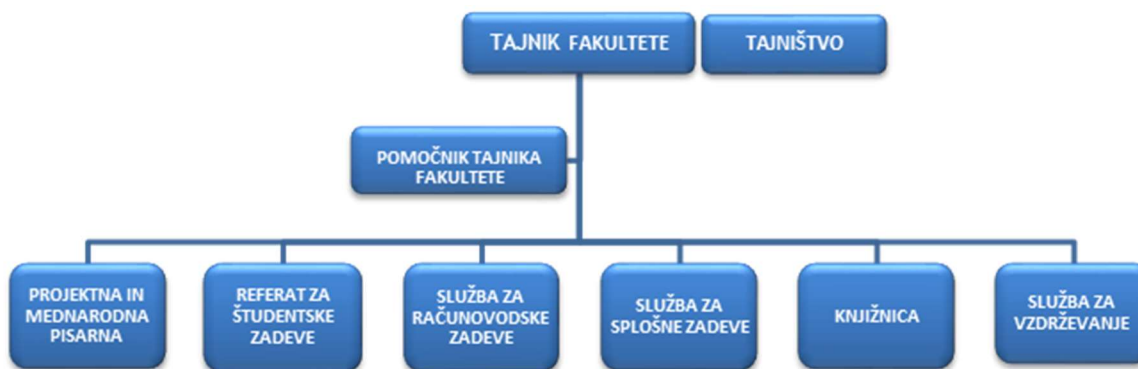 TAJNIK FAKULTETE
TAJNIŠTVO
POMOČNIK TAJNIKA
FAKULTETE
PROJEKTNA IN
MEDNARODNA
PISARNA
REFERAT ZA
ŠTUDENTSKE
ZADEVE
SLUŽBA ZA
RAČUNOVODSKE
ZADEVE
SLUŽBA ZA
SPLOŠNE ZADEVE
KNJIŽNICA
SLUŽBA ZA
VZDRŽEVANJE